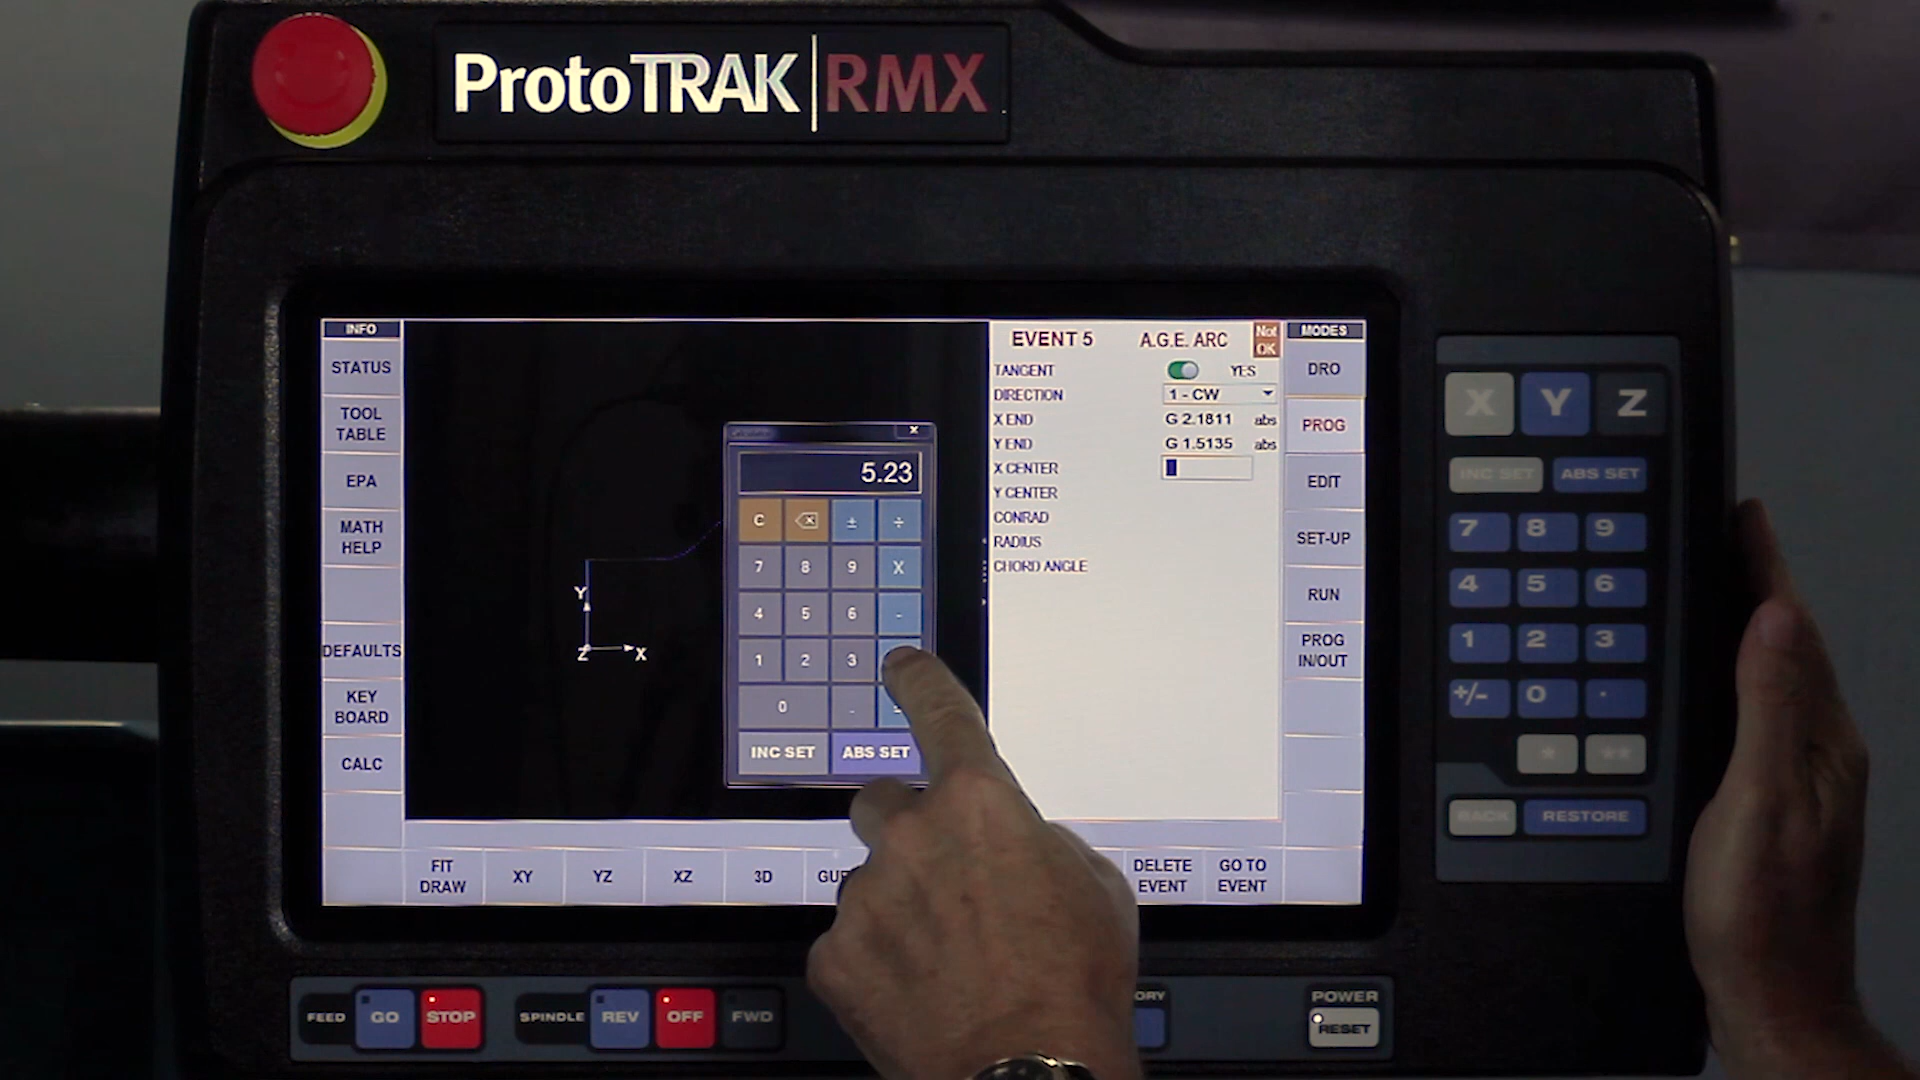 ProtoTRAK RMX
INFO
STATUS
TOOL
TABLE
EPA
MATH
HELP
DEFAULTS
KEY
BOARD
CALC
5.23
C ± ÷
7 8 9 X
4 5 6 -
1 2 3
0 .
INC SET ABS SET
EVENT 5 A.G.E. ARC Not
OK
TANGENT YES
DIRECTION 1 - CW
X END G 2.1811 abs
Y END G 1.5135 abs
X CENTER
Y CENTER
CONRAD
RADIUS
CHORD ANGLE
Y
Z X
MODES
DRO
PROG
EDIT
SET-UP
RUN
PROG
IN/OUT
FIT
DRAW
XY
YZ
XZ
3D
DELETE
EVENT
GO TO
EVENT
X Y Z
INC SET ABS SET
7 8 9
4 5 6
1 2 3
+/- 0 .
BACK RESTORE
FEED GO STOP
SPINDLE REV OFF FWD
POWER
RESET